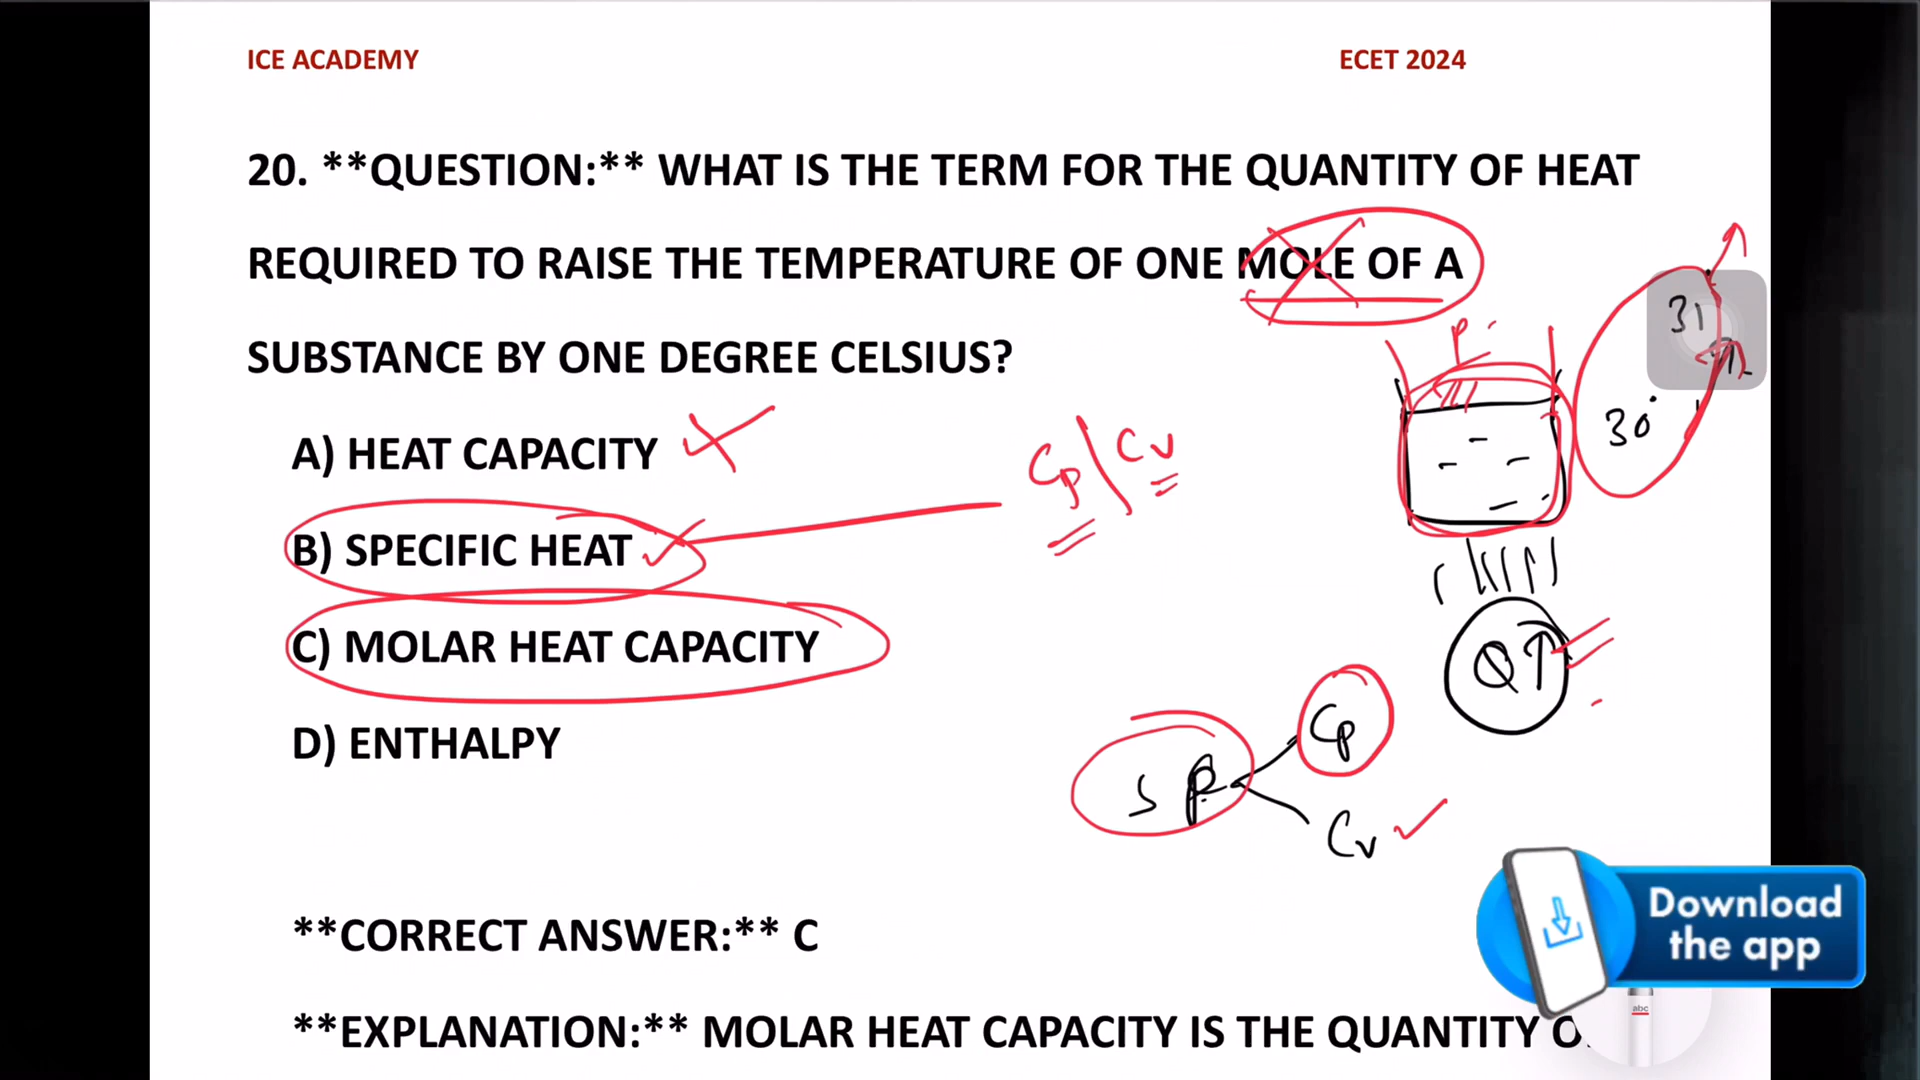 ICE ACADEMY
ECET 2024
20. **QUESTION:** WHAT IS THE TERM FOR THE QUANTITY OF HEAT
REQUIRED TO RAISE THE TEMPERATURE OF ONE MOLE OF A
SUBSTANCE BY ONE DEGREE CELSIUS?
31
P
30°
A) HEAT CAPACITY
Cp / Cv
B) SPECIFIC HEAT
C) MOLAR HEAT CAPACITY
Q↑
D) ENTHALPY
Cp
Cv
Download
the app
**CORRECT ANSWER:** C
abc
**EXPLANATION:** MOLAR HEAT CAPACITY IS THE QUANTITY